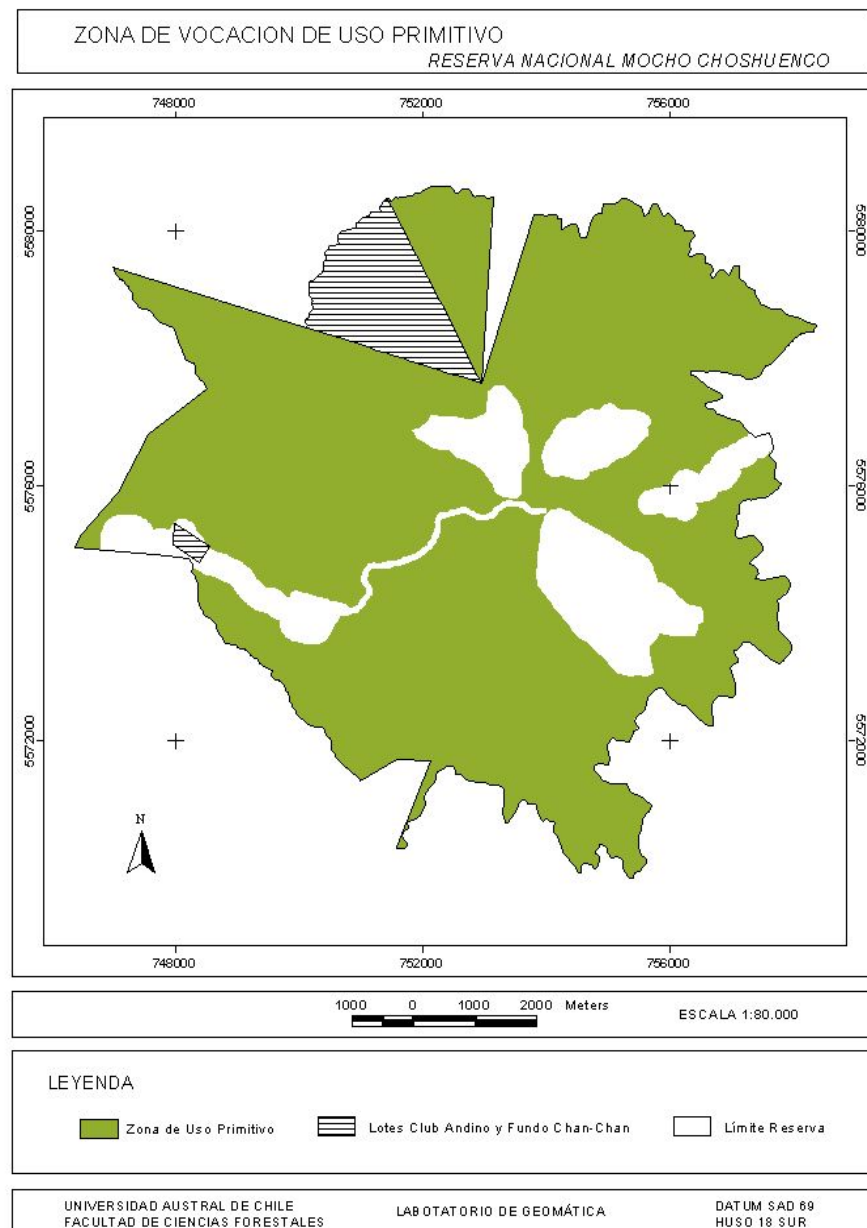 ZONA DE VOCACION DE USO PRIMITIVO
RESERVA NACIONAL MOCHO CHOSHUENCO
748000 752000 756000
5580000 5580000
5576000 5576000
5572000 5572000
N
748000 752000 756000
1000 0 1000 2000 Meters
ESCALA 1:80.000
LEYENDA
Zona de Uso Primitivo
Lotes Club Andino y Fundo Chan-Chan
Límite Reserva
UNIVERSIDAD AUSTRAL DE CHILE
FACULTAD DE CIENCIAS FORESTALES
LABOTATORIO DE GEOMÁTICA
DATUM SAD 69
HUSO 18 SUR